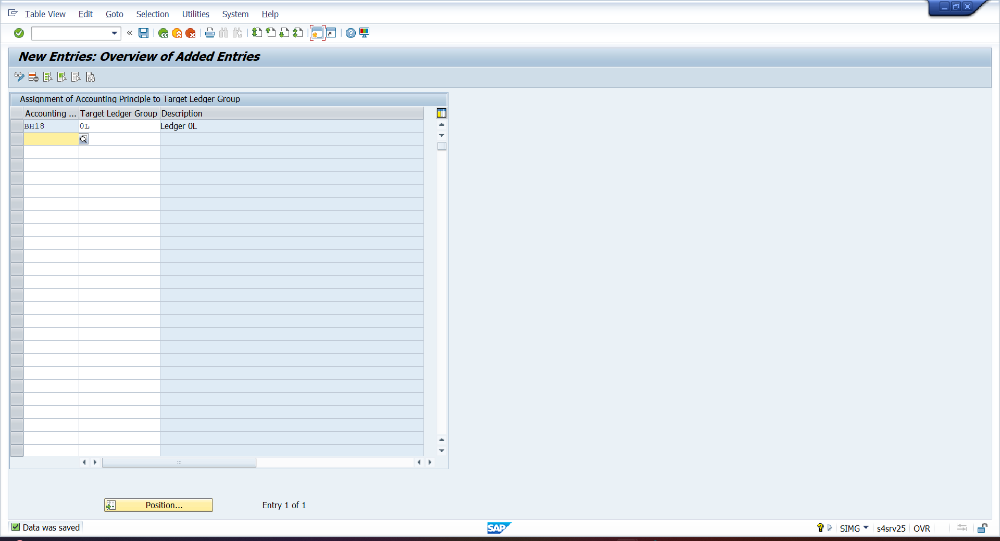 Table View Edit Goto Selection Utilities System Help
New Entries: Overview of Added Entries
Assignment of Accounting Principle to Target Ledger Group
Accounting ... Target Ledger Group Description
BH18 0L Ledger 0L
Position... Entry 1 of 1
Data was saved SAP SIMG s4srv25 OVR